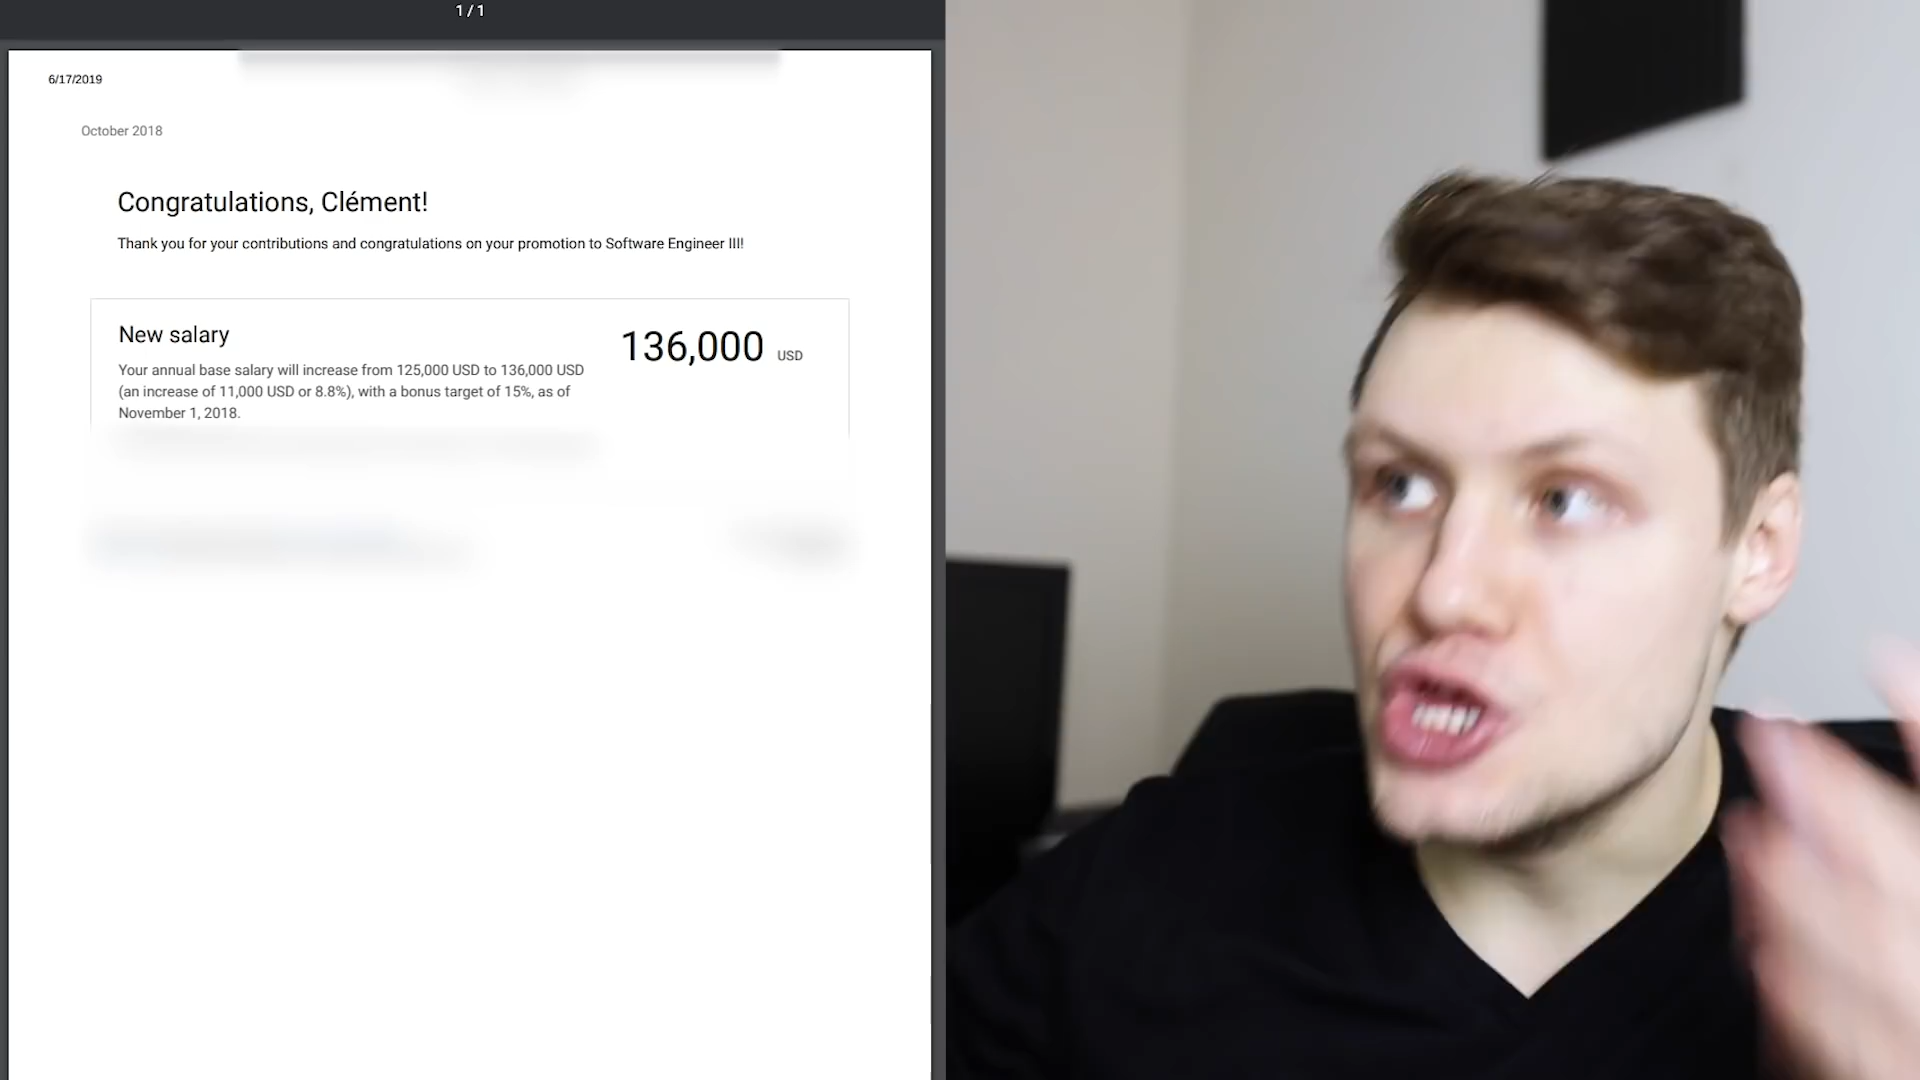 1 / 1
6/17/2019
October 2018
Congratulations, Clément!
Thank you for your contributions and congratulations on your promotion to Software Engineer III!
New salary
136,000 USD
Your annual base salary will increase from 125,000 USD to 136,000 USD
(an increase of 11,000 USD or 8.8%), with a bonus target of 15%, as of
November 1, 2018.